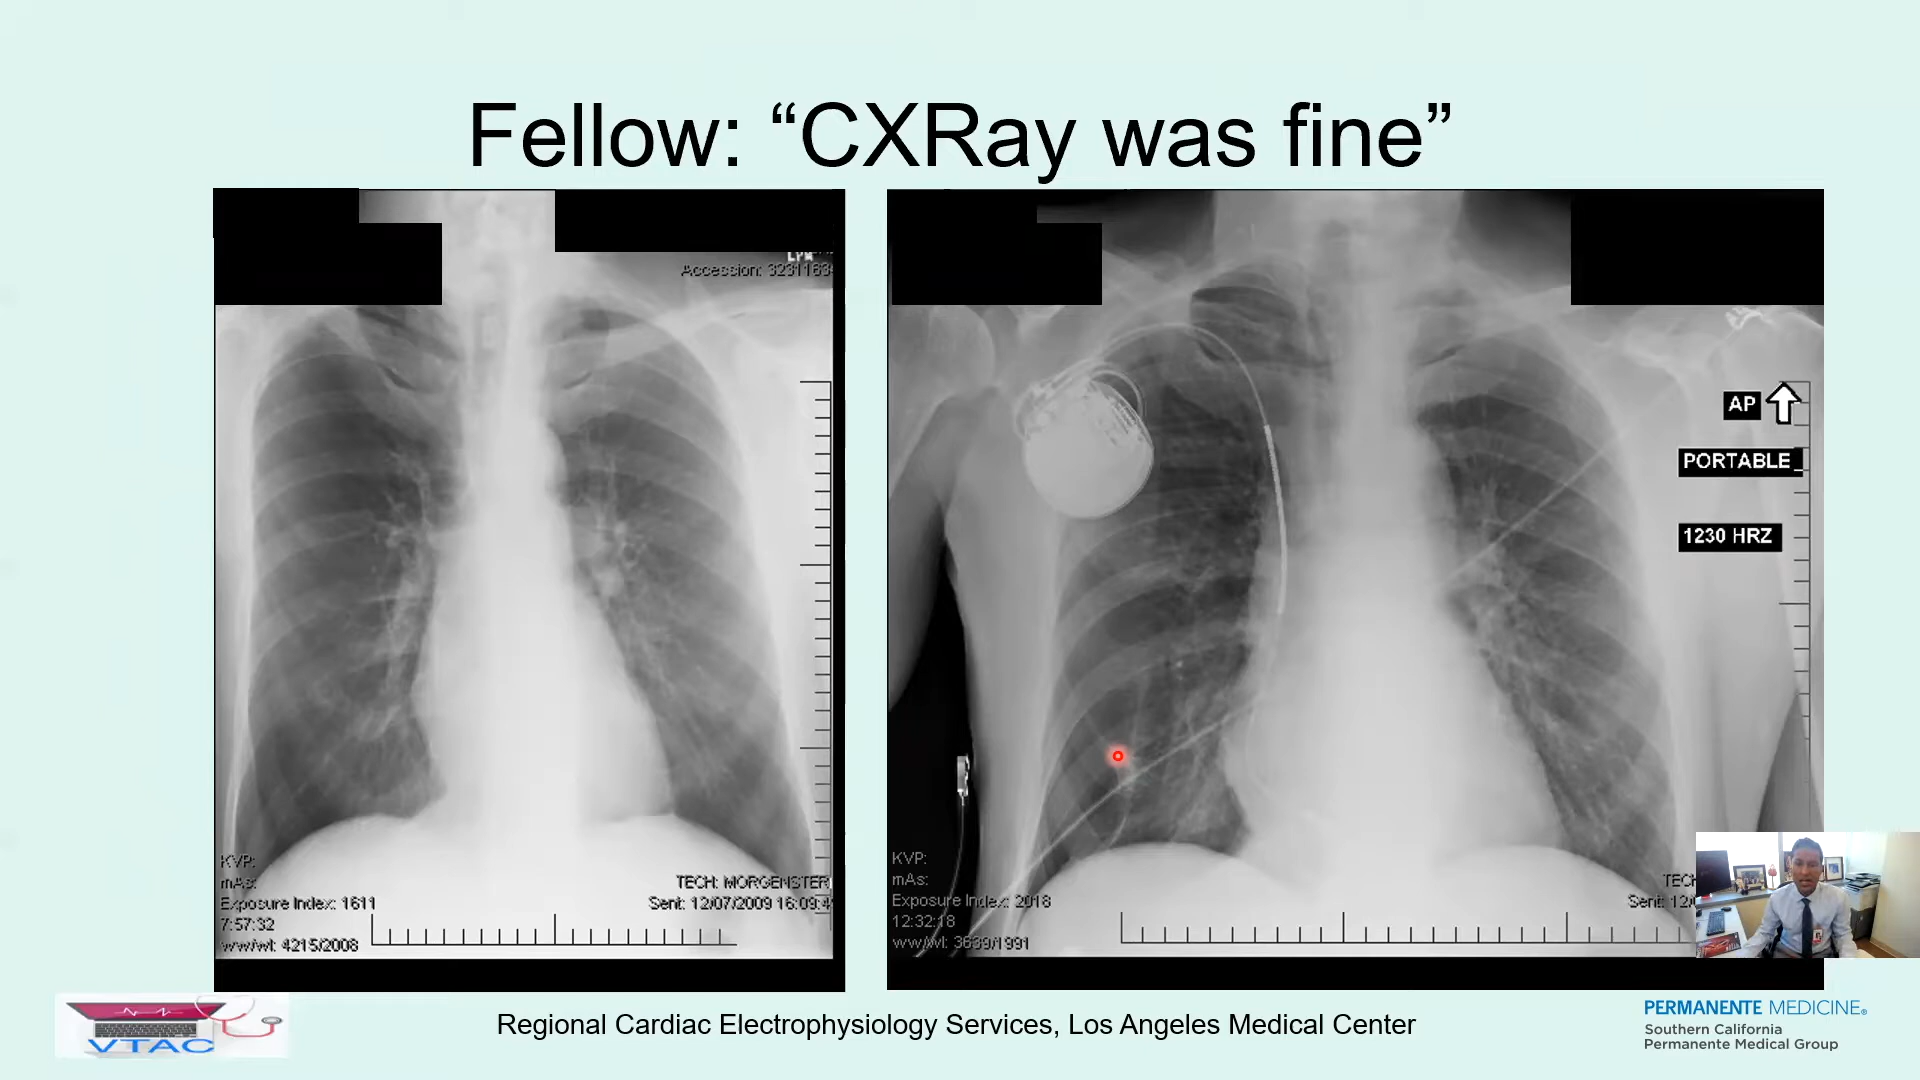 Fellow: “CXRay was fine”
Accession: 3231163
KVP:
mAs:
Exposure Index: 1611
7:57:32
ww/wl: 4215/2008
TECH: MORGENSTER
Sent: 12/07/2009 16:09:4
AP
PORTABLE
1230 HRZ
KVP:
mAs:
Exposure Index: 2018
12:32:18
ww/wl: 3639/1991
TECH
Sent: 12/0
VTAC
Regional Cardiac Electrophysiology Services, Los Angeles Medical Center
PERMANENTE MEDICINE®
Southern California
Permanente Medical Group